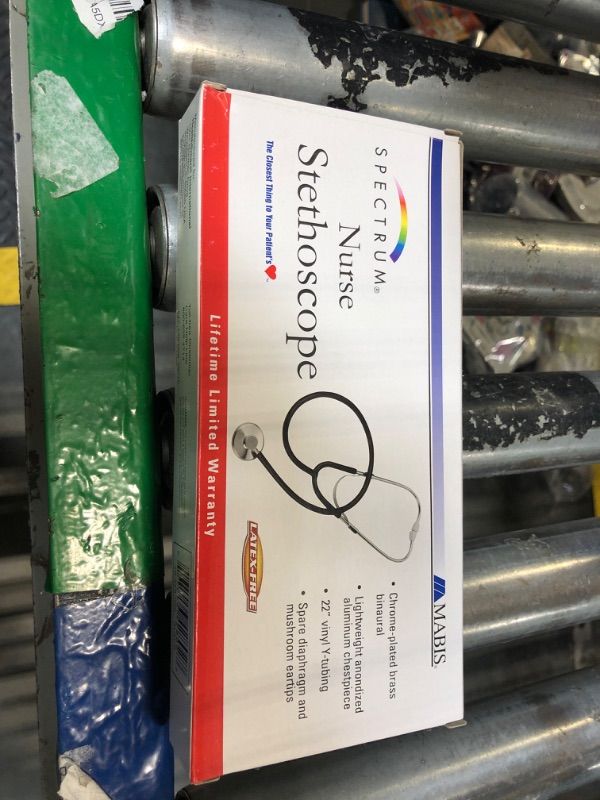 SPECTRUM®
Nurse
Stethoscope
The Closest Thing to Your Patient's
MABIS
• Chrome-plated brass
binaural
• Lightweight anondized
aluminum chestpiece
• 22" vinyl Y-tubing
• Spare diaphragm and
mushroom eartips
LATEX-FREE
Lifetime Limited Warranty